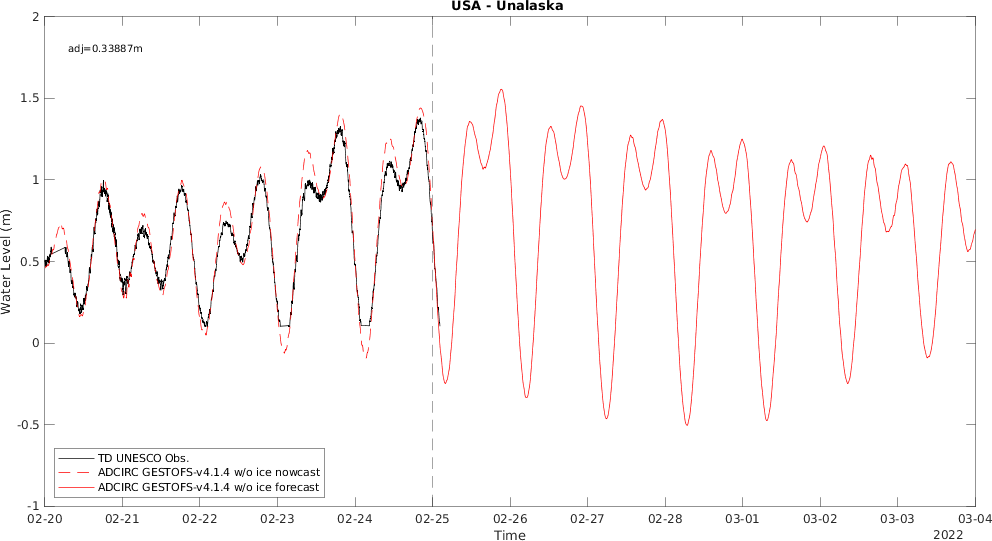 USA - Unalaska
adj=0.33887m
Water Level (m)
2
1.5
1
0.5
0
-0.5
-1
TD UNESCO Obs.
ADCIRC GESTOFS-v4.1.4 w/o ice nowcast
ADCIRC GESTOFS-v4.1.4 w/o ice forecast
02-20 02-21 02-22 02-23 02-24 02-25 02-26 02-27 02-28 03-01 03-02 03-03 03-04
Time
2022